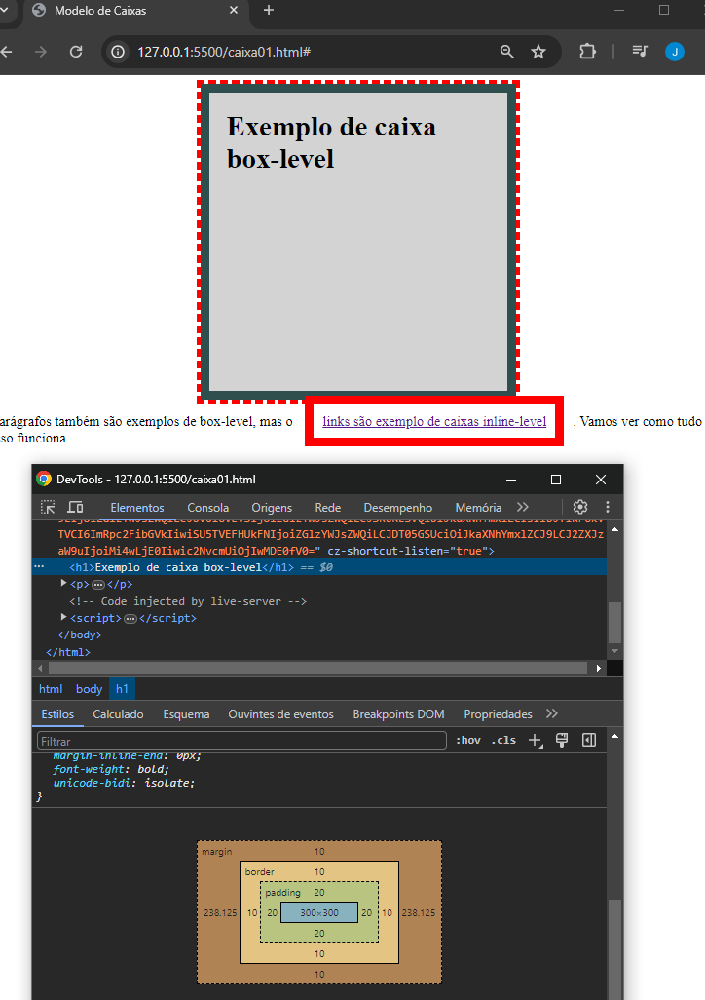 Modelo de Caixas
127.0.0.1:5500/caixa01.html#
J
Exemplo de caixa
box-level
arágrafos também são exemplos de box-level, mas o links são exemplo de caixas inline-level . Vamos ver como tudo
so funciona.
DevTools - 127.0.0.1:5500/caixa01.html
Elementos Console Origens Rede Desempenho Memória
TVCI6ImRpc2FibGVkIiwiSU5TVEFHUkFNIjoiZGlzYWJsZWQiLCJDT05GSUciOiJkaXNhYmxlZCJ9LCJ2ZXJz
aW9uIjoiMi4wLjE0Iiwic2NvcmUiOjIwMDE0fV0=" cz-shortcut-listen="true">
<h1>Exemplo de caixa box-level</h1> == $0
<p>…</p>
<!-- Code injected by live-server -->
<script>…</script>
</body>
</html>
html body h1
Estilos Calculado Esquema Ouvintes de eventos Breakpoints DOM Propriedades
Filtrar :hov .cls
margin-inline-end: 0px;
font-weight: bold;
unicode-bidi: isolate;
}
margin 10
border 10
padding 20
238.125 10 20 300×300 20 10 238.125
20
10
10